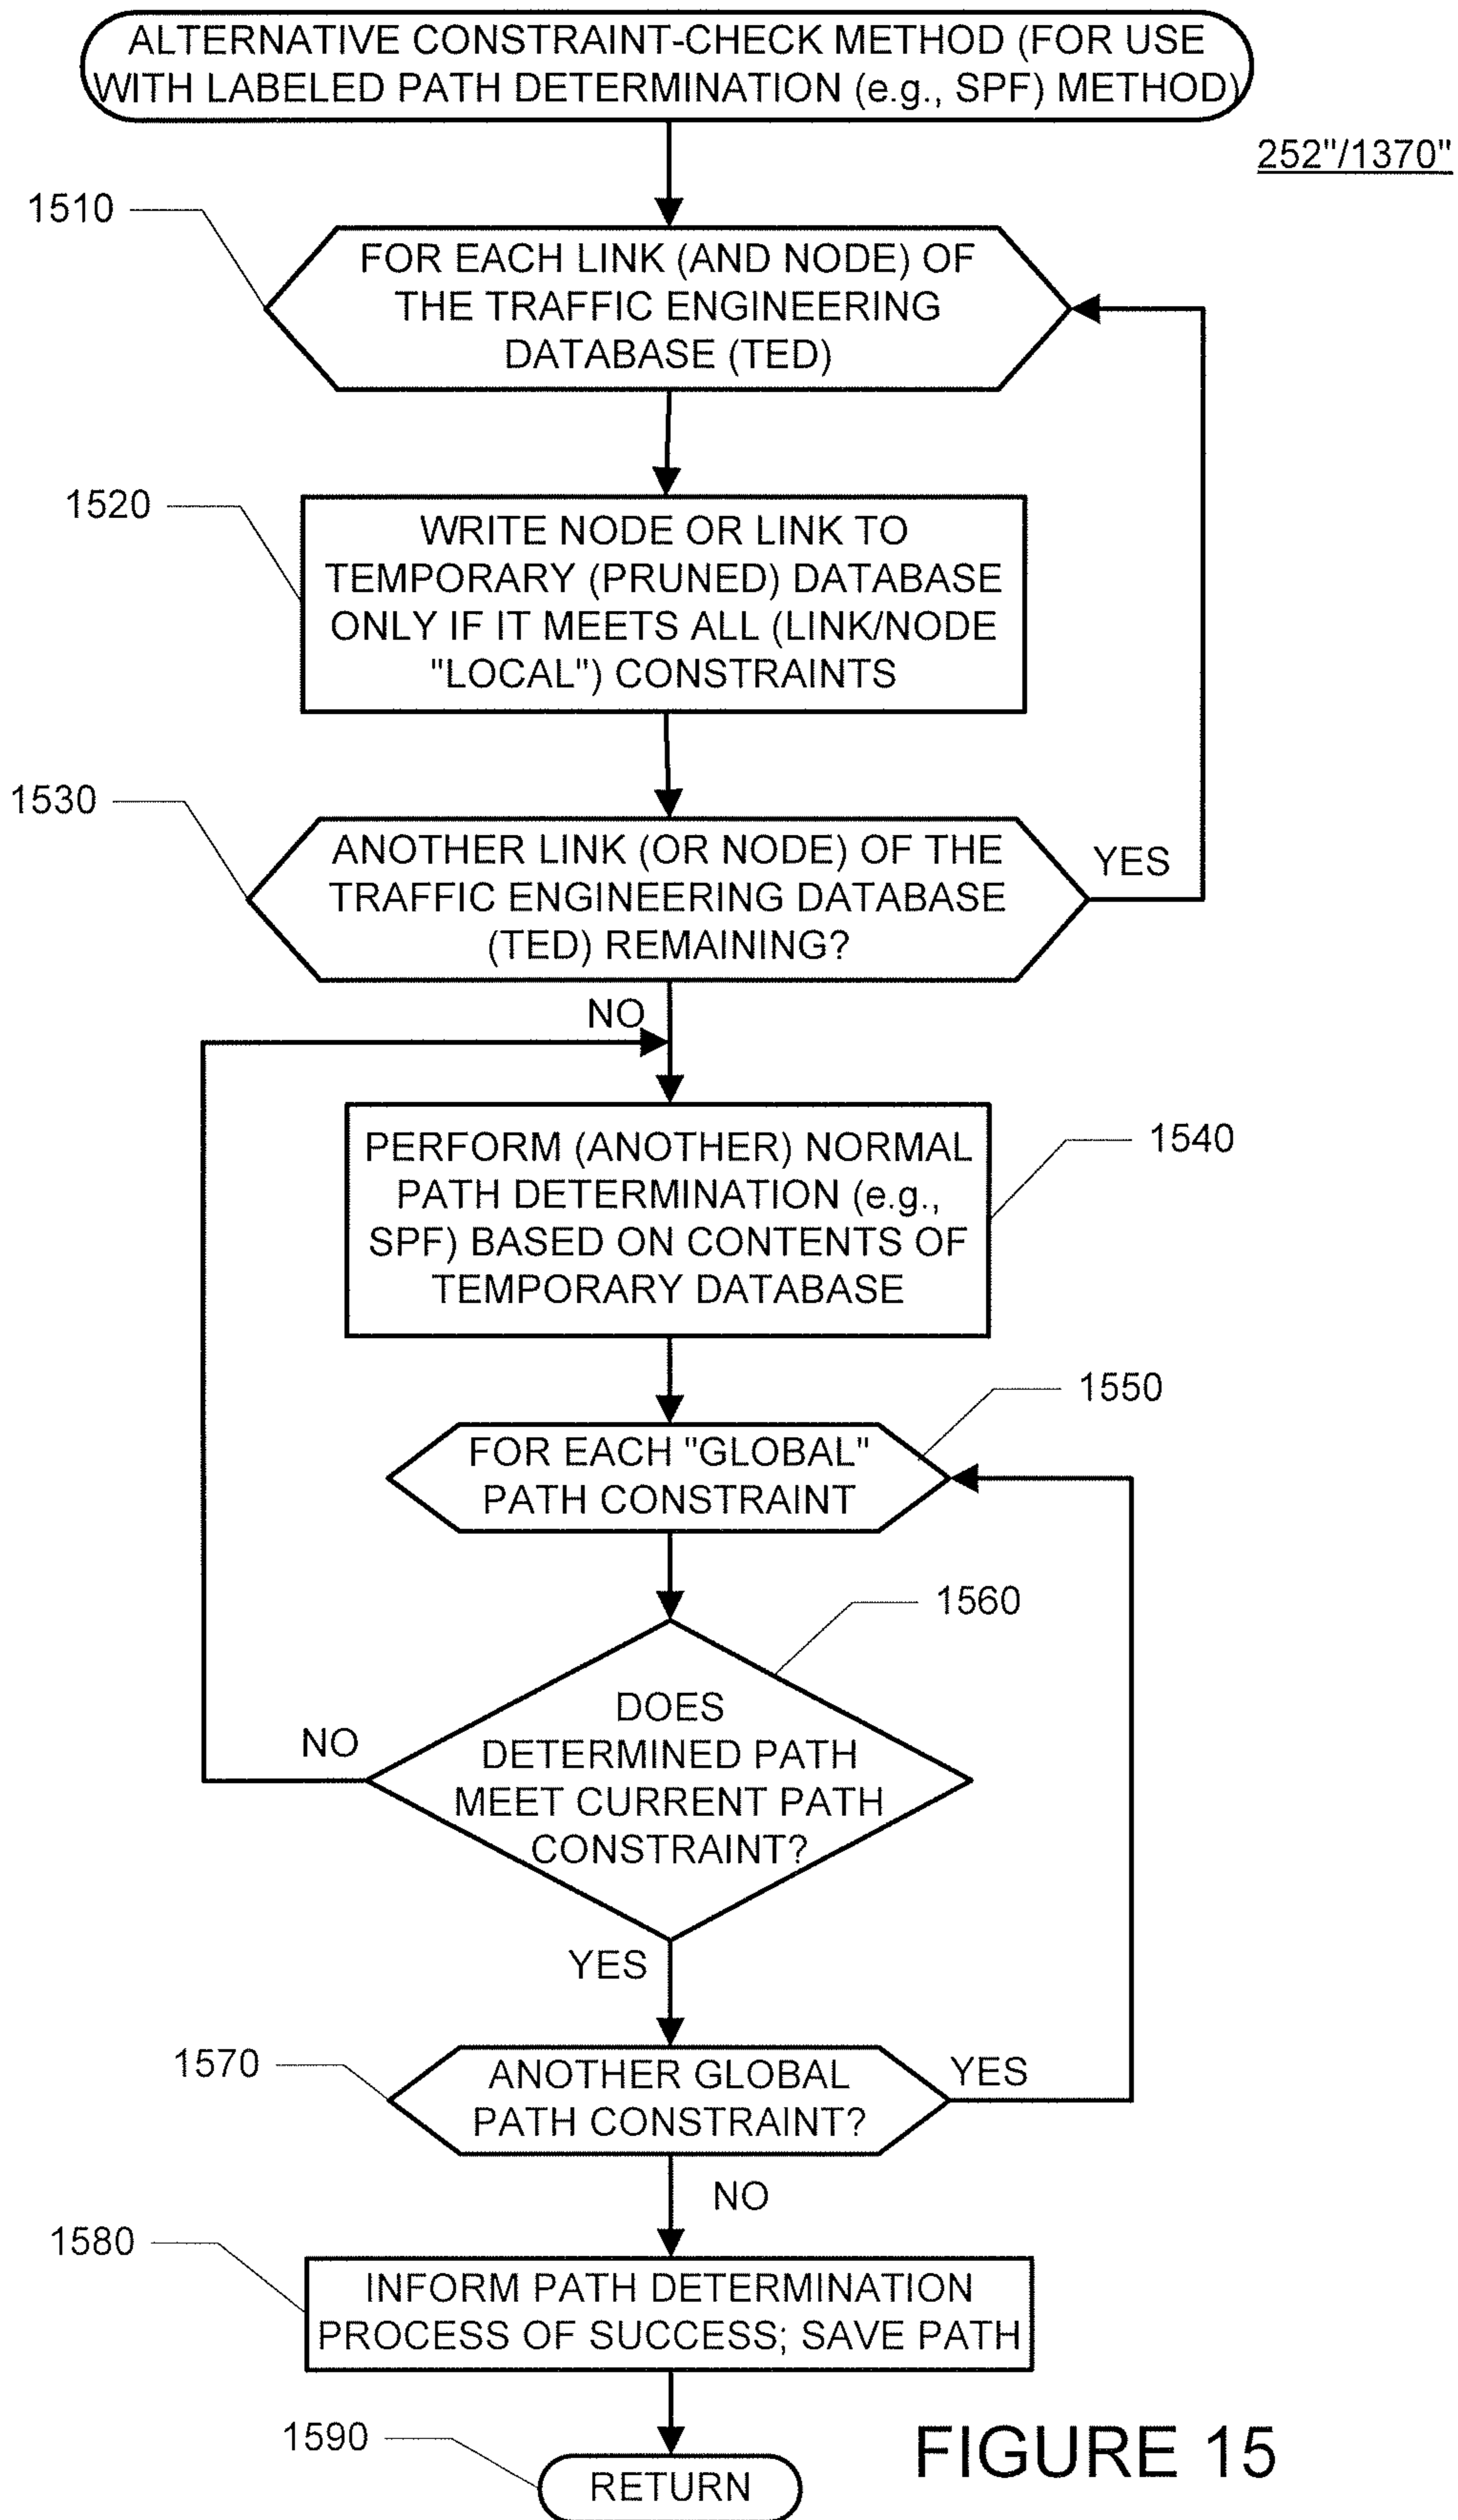 ALTERNATIVE CONSTRAINT-CHECK METHOD (FOR USE
WITH LABELED PATH DETERMINATION (e.g., SPF) METHOD)
252"/1370"
1510
FOR EACH LINK (AND NODE) OF
THE TRAFFIC ENGINEERING
DATABASE (TED)
1520
WRITE NODE OR LINK TO
TEMPORARY (PRUNED) DATABASE
ONLY IF IT MEETS ALL (LINK/NODE
"LOCAL") CONSTRAINTS
1530
ANOTHER LINK (OR NODE) OF THE
TRAFFIC ENGINEERING DATABASE
(TED) REMAINING?
YES
NO
PERFORM (ANOTHER) NORMAL
PATH DETERMINATION (e.g.,
SPF) BASED ON CONTENTS OF
TEMPORARY DATABASE
1540
1550
FOR EACH "GLOBAL"
PATH CONSTRAINT
1560
DOES
DETERMINED PATH
MEET CURRENT PATH
CONSTRAINT?
NO
YES
1570
ANOTHER GLOBAL
PATH CONSTRAINT?
YES
NO
1580
INFORM PATH DETERMINATION
PROCESS OF SUCCESS; SAVE PATH
1590
RETURN
FIGURE 15